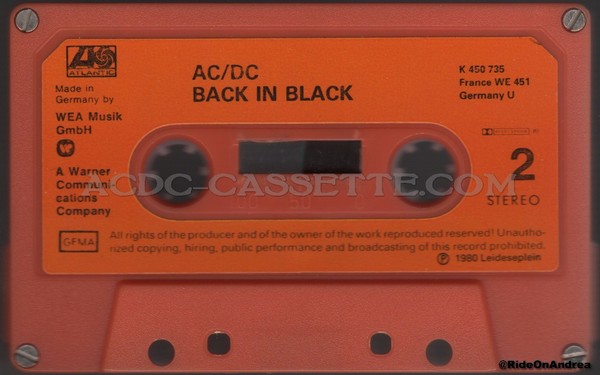 ATLANTIC
AC/DC
BACK IN BLACK
K 450 735
France WE 451
Germany U
Made in
Germany by
WEA Musik
GmbH
A Warner
Communi-
cations
Company
GEMA
2
STEREO
ACDC-CASSETTE.COM
All rights of the producer and of the owner of the work reproduced reserved! Unautho-
rized copying, hiring, public performance and broadcasting of this record prohibited.
℗ 1980 Leideseplein
@RideOnAndrea